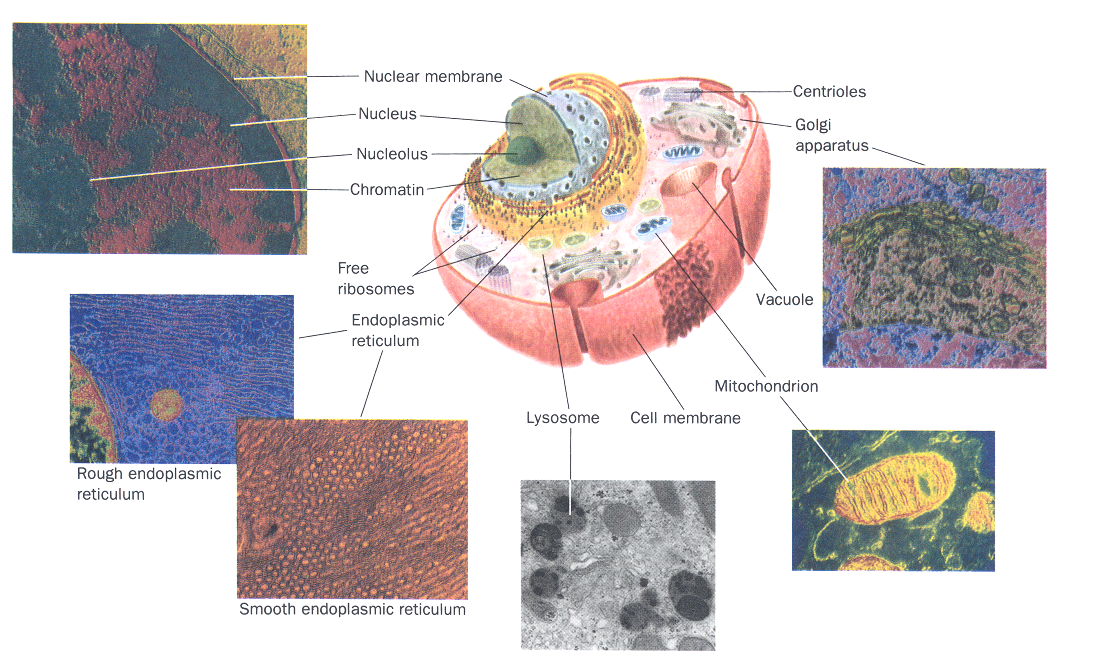 Nuclear membrane
Nucleus
Nucleolus
Chromatin
Free
ribosomes
Endoplasmic
reticulum
Rough endoplasmic
reticulum
Smooth endoplasmic reticulum
Lysosome
Cell membrane
Mitochondrion
Vacuole
Centrioles
Golgi
apparatus